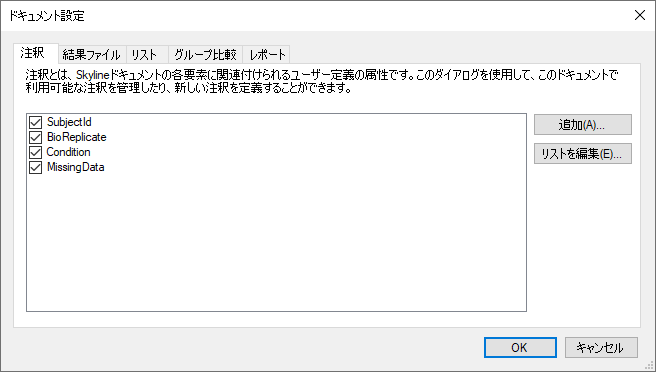 ドキュメント設定
注釈 結果ファイル リスト グループ比較 レポート
注釈とは、Skylineドキュメントの各要素に関連付けられるユーザー定義の属性です。このダイアログを使用して、このドキュメントで
利用可能な注釈を管理したり、新しい注釈を定義することができます。
SubjectId
BioReplicate
Condition
MissingData
追加(A)...
リストを編集(E)...
OK キャンセル